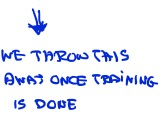 WE THROW THIS
AWAY ONCE TRAINING
IS DONE